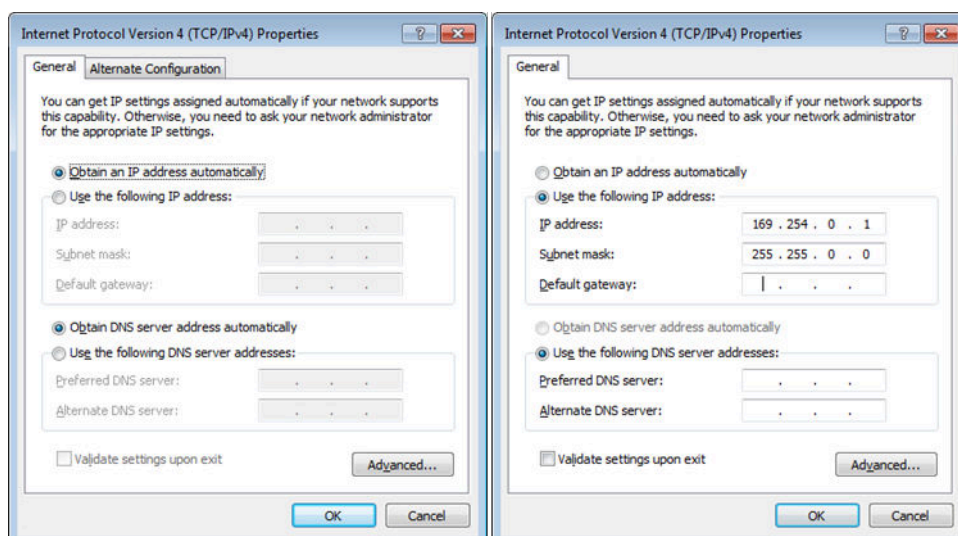 Internet Protocol Version 4 (TCP/IPv4) Properties
General
Alternate Configuration
You can get IP settings assigned automatically if your network supports
this capability. Otherwise, you need to ask your network administrator
for the appropriate IP settings.
Obtain an IP address automatically
Use the following IP address:
IP address: . . .
Subnet mask: . . .
Default gateway: . . .
Obtain DNS server address automatically
Use the following DNS server addresses:
Preferred DNS server: . . .
Alternate DNS server: . . .
Validate settings upon exit
Advanced...
OK
Cancel
Internet Protocol Version 4 (TCP/IPv4) Properties
General
You can get IP settings assigned automatically if your network supports
this capability. Otherwise, you need to ask your network administrator
for the appropriate IP settings.
Obtain an IP address automatically
Use the following IP address:
IP address: 169 . 254 . 0 . 1
Subnet mask: 255 . 255 . 0 . 0
Default gateway: . . .
Obtain DNS server address automatically
Use the following DNS server addresses:
Preferred DNS server: . . .
Alternate DNS server: . . .
Validate settings upon exit
Advanced...
OK
Cancel